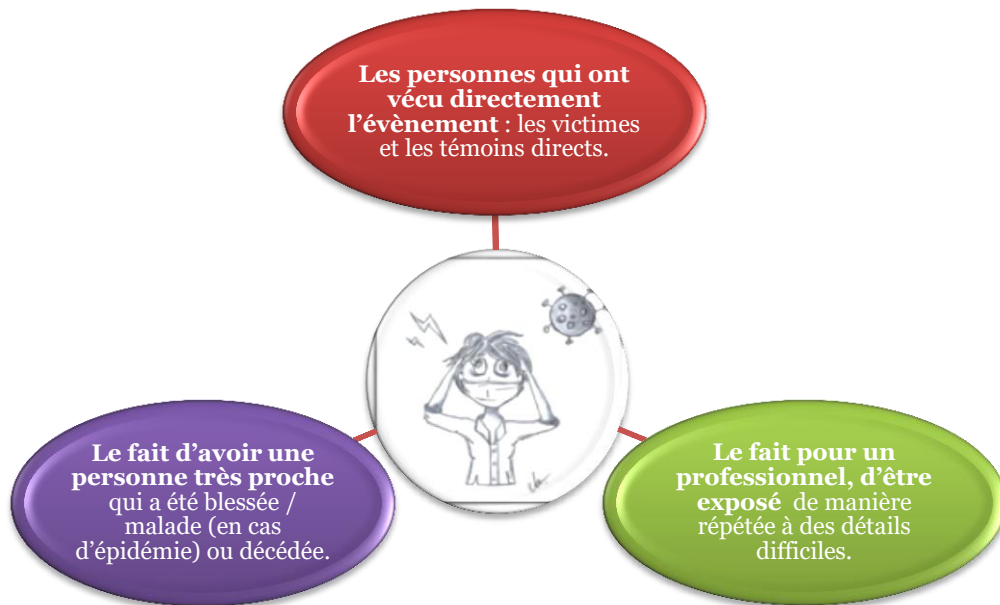 Les personnes qui ont
vécu directement
l’évènement : les victimes
et les témoins directs.
Le fait d’avoir une
personne très proche
qui a été blessée /
malade (en cas
d’épidémie) ou décédée.
Le fait pour un
professionnel, d’être
exposé de manière
répétée à des détails
difficiles.